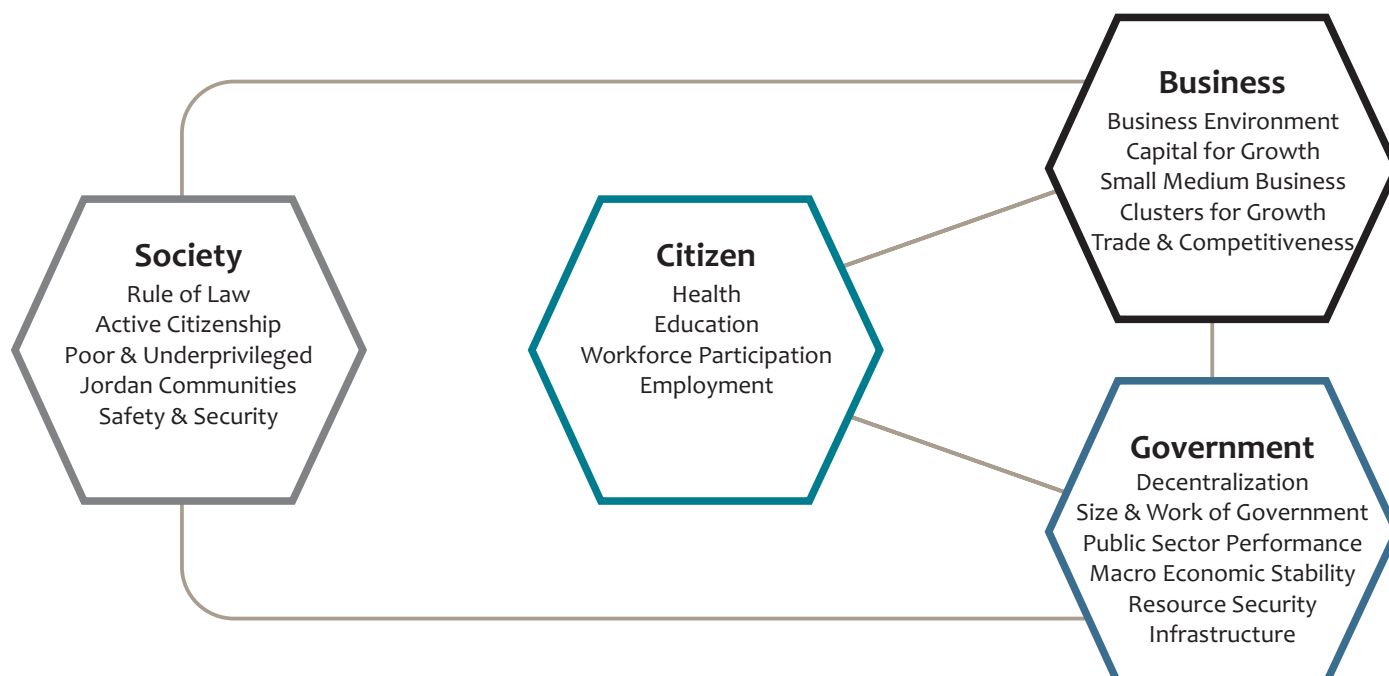 Society
Rule of Law
Active Citizenship
Poor & Underprivileged
Jordan Communities
Safety & Security
Citizen
Health
Education
Workforce Participation
Employment
Business
Business Environment
Capital for Growth
Small Medium Business
Clusters for Growth
Trade & Competitiveness
Government
Decentralization
Size & Work of Government
Public Sector Performance
Macro Economic Stability
Resource Security
Infrastructure